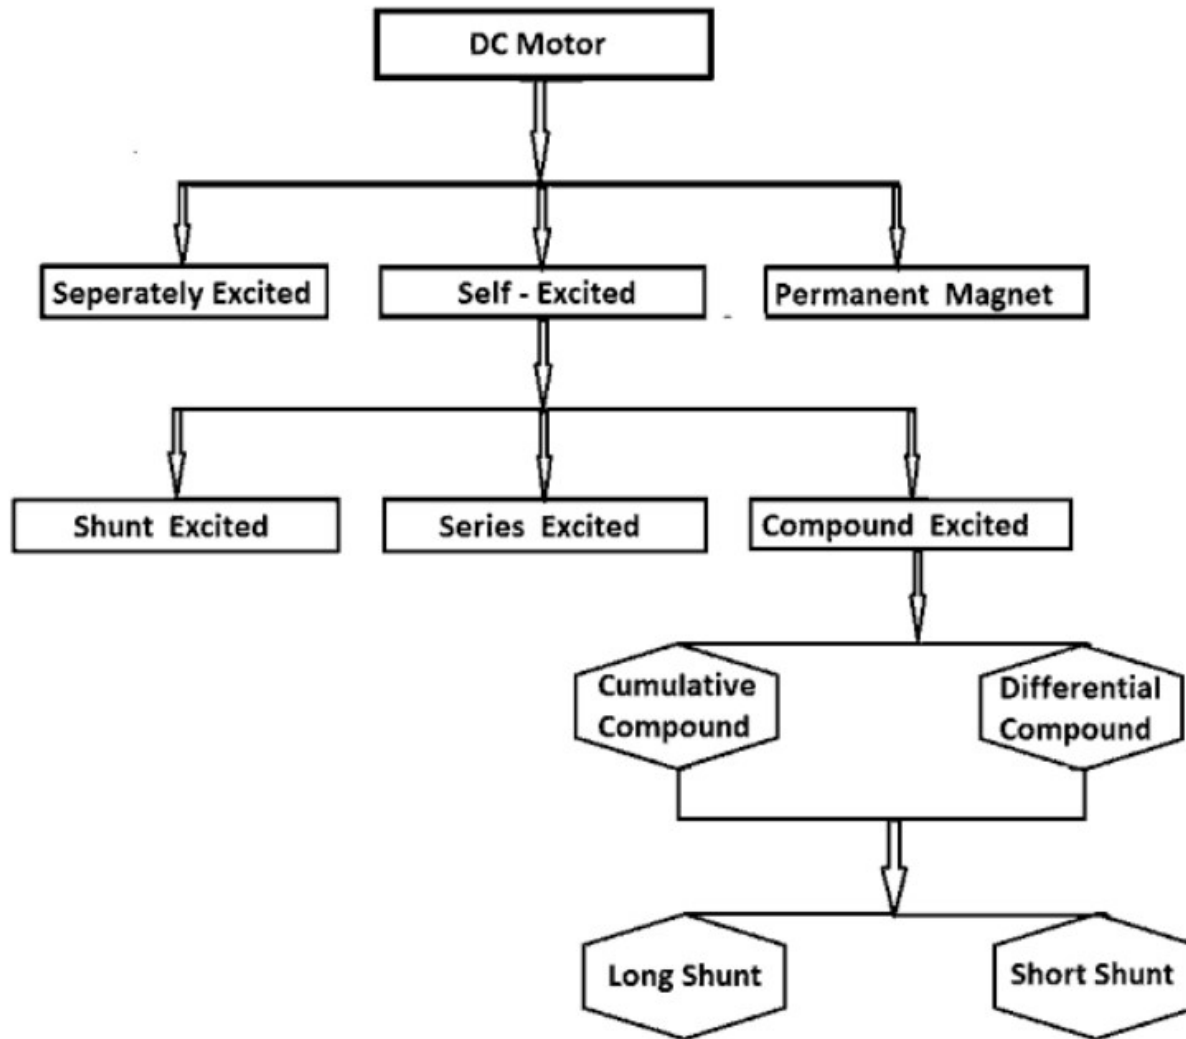 DC Motor
Seperately Excited
Self - Excited
Permanent Magnet
Shunt Excited
Series Excited
Compound Excited
Cumulative
Compound
Differential
Compound
Long Shunt
Short Shunt